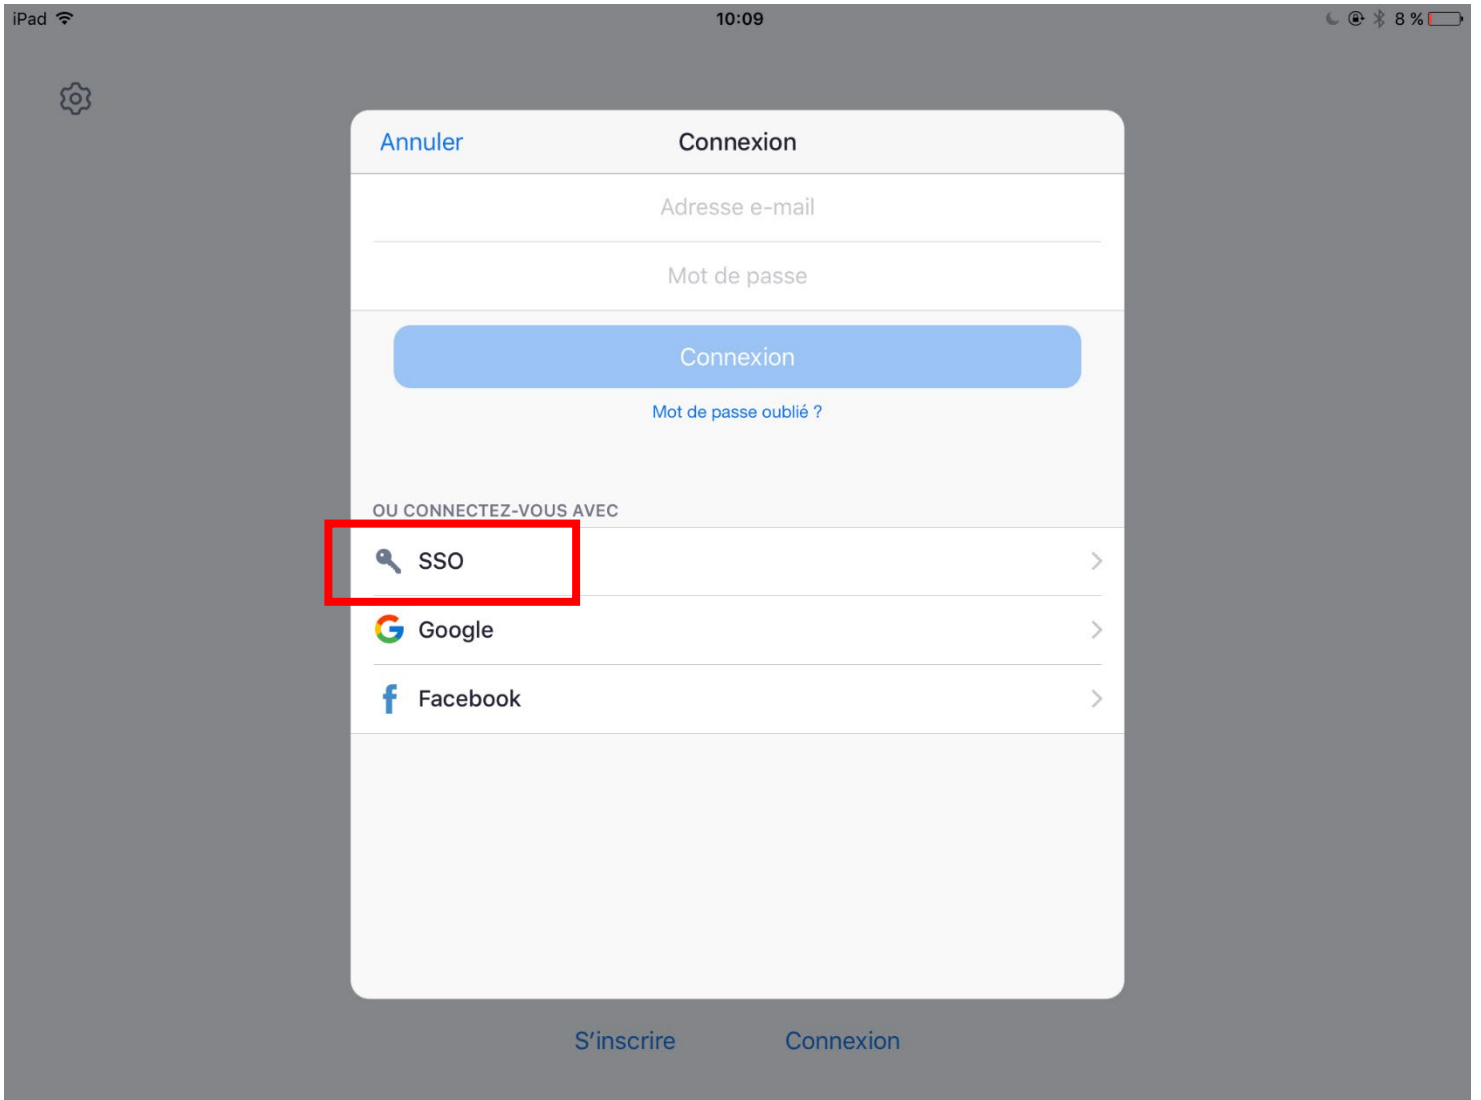 iPad 10:09 8 %
Annuler Connexion
Adresse e-mail
Mot de passe
Connexion
Mot de passe oublié ?
OU CONNECTEZ-VOUS AVEC
SSO
Google
Facebook
S'inscrire Connexion